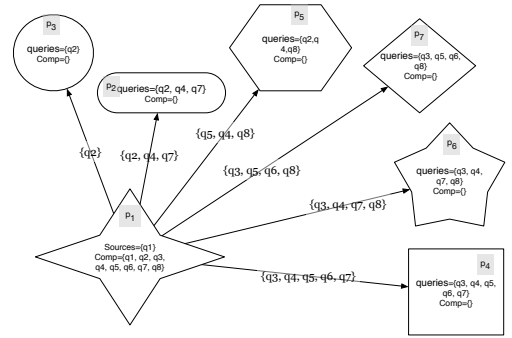 p3
queries={q2}
Comp={}
p2 queries={q2, q4, q7}
Comp={}
p5
queries={q2,q
4,q8}
Comp={}
p7
queries={q3, q5, q6,
q8}
Comp={}
p6
queries={q3, q4,
q7, q8}
Comp={}
p4
queries={q3, q4, q5,
q6, q7}
Comp={}
p1
Sources={q1}
Comp={q1, q2, q3,
q4, q5, q6, q7, q8}
{q2}
{q2, q4, q7}
{q5, q4, q8}
{q3, q5, q6, q8}
{q3, q4, q7, q8}
{q3, q4, q5, q6, q7}